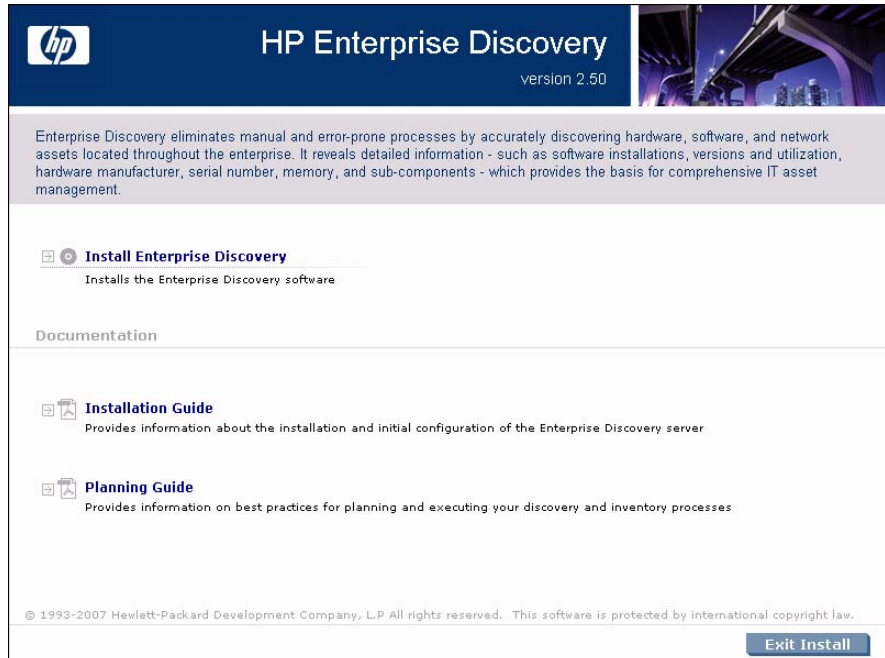 hp
HP Enterprise Discovery
version 2.50
Enterprise Discovery eliminates manual and error-prone processes by accurately discovering hardware, software, and network
assets located throughout the enterprise. It reveals detailed information - such as software installations, versions and utilization,
hardware manufacturer, serial number, memory, and sub-components - which provides the basis for comprehensive IT asset
management.
Install Enterprise Discovery
Installs the Enterprise Discovery software
Documentation
Installation Guide
Provides information about the installation and initial configuration of the Enterprise Discovery server
Planning Guide
Provides information on best practices for planning and executing your discovery and inventory processes
© 1993-2007 Hewlett-Packard Development Company, L.P All rights reserved. This software is protected by international copyright law.
Exit Install